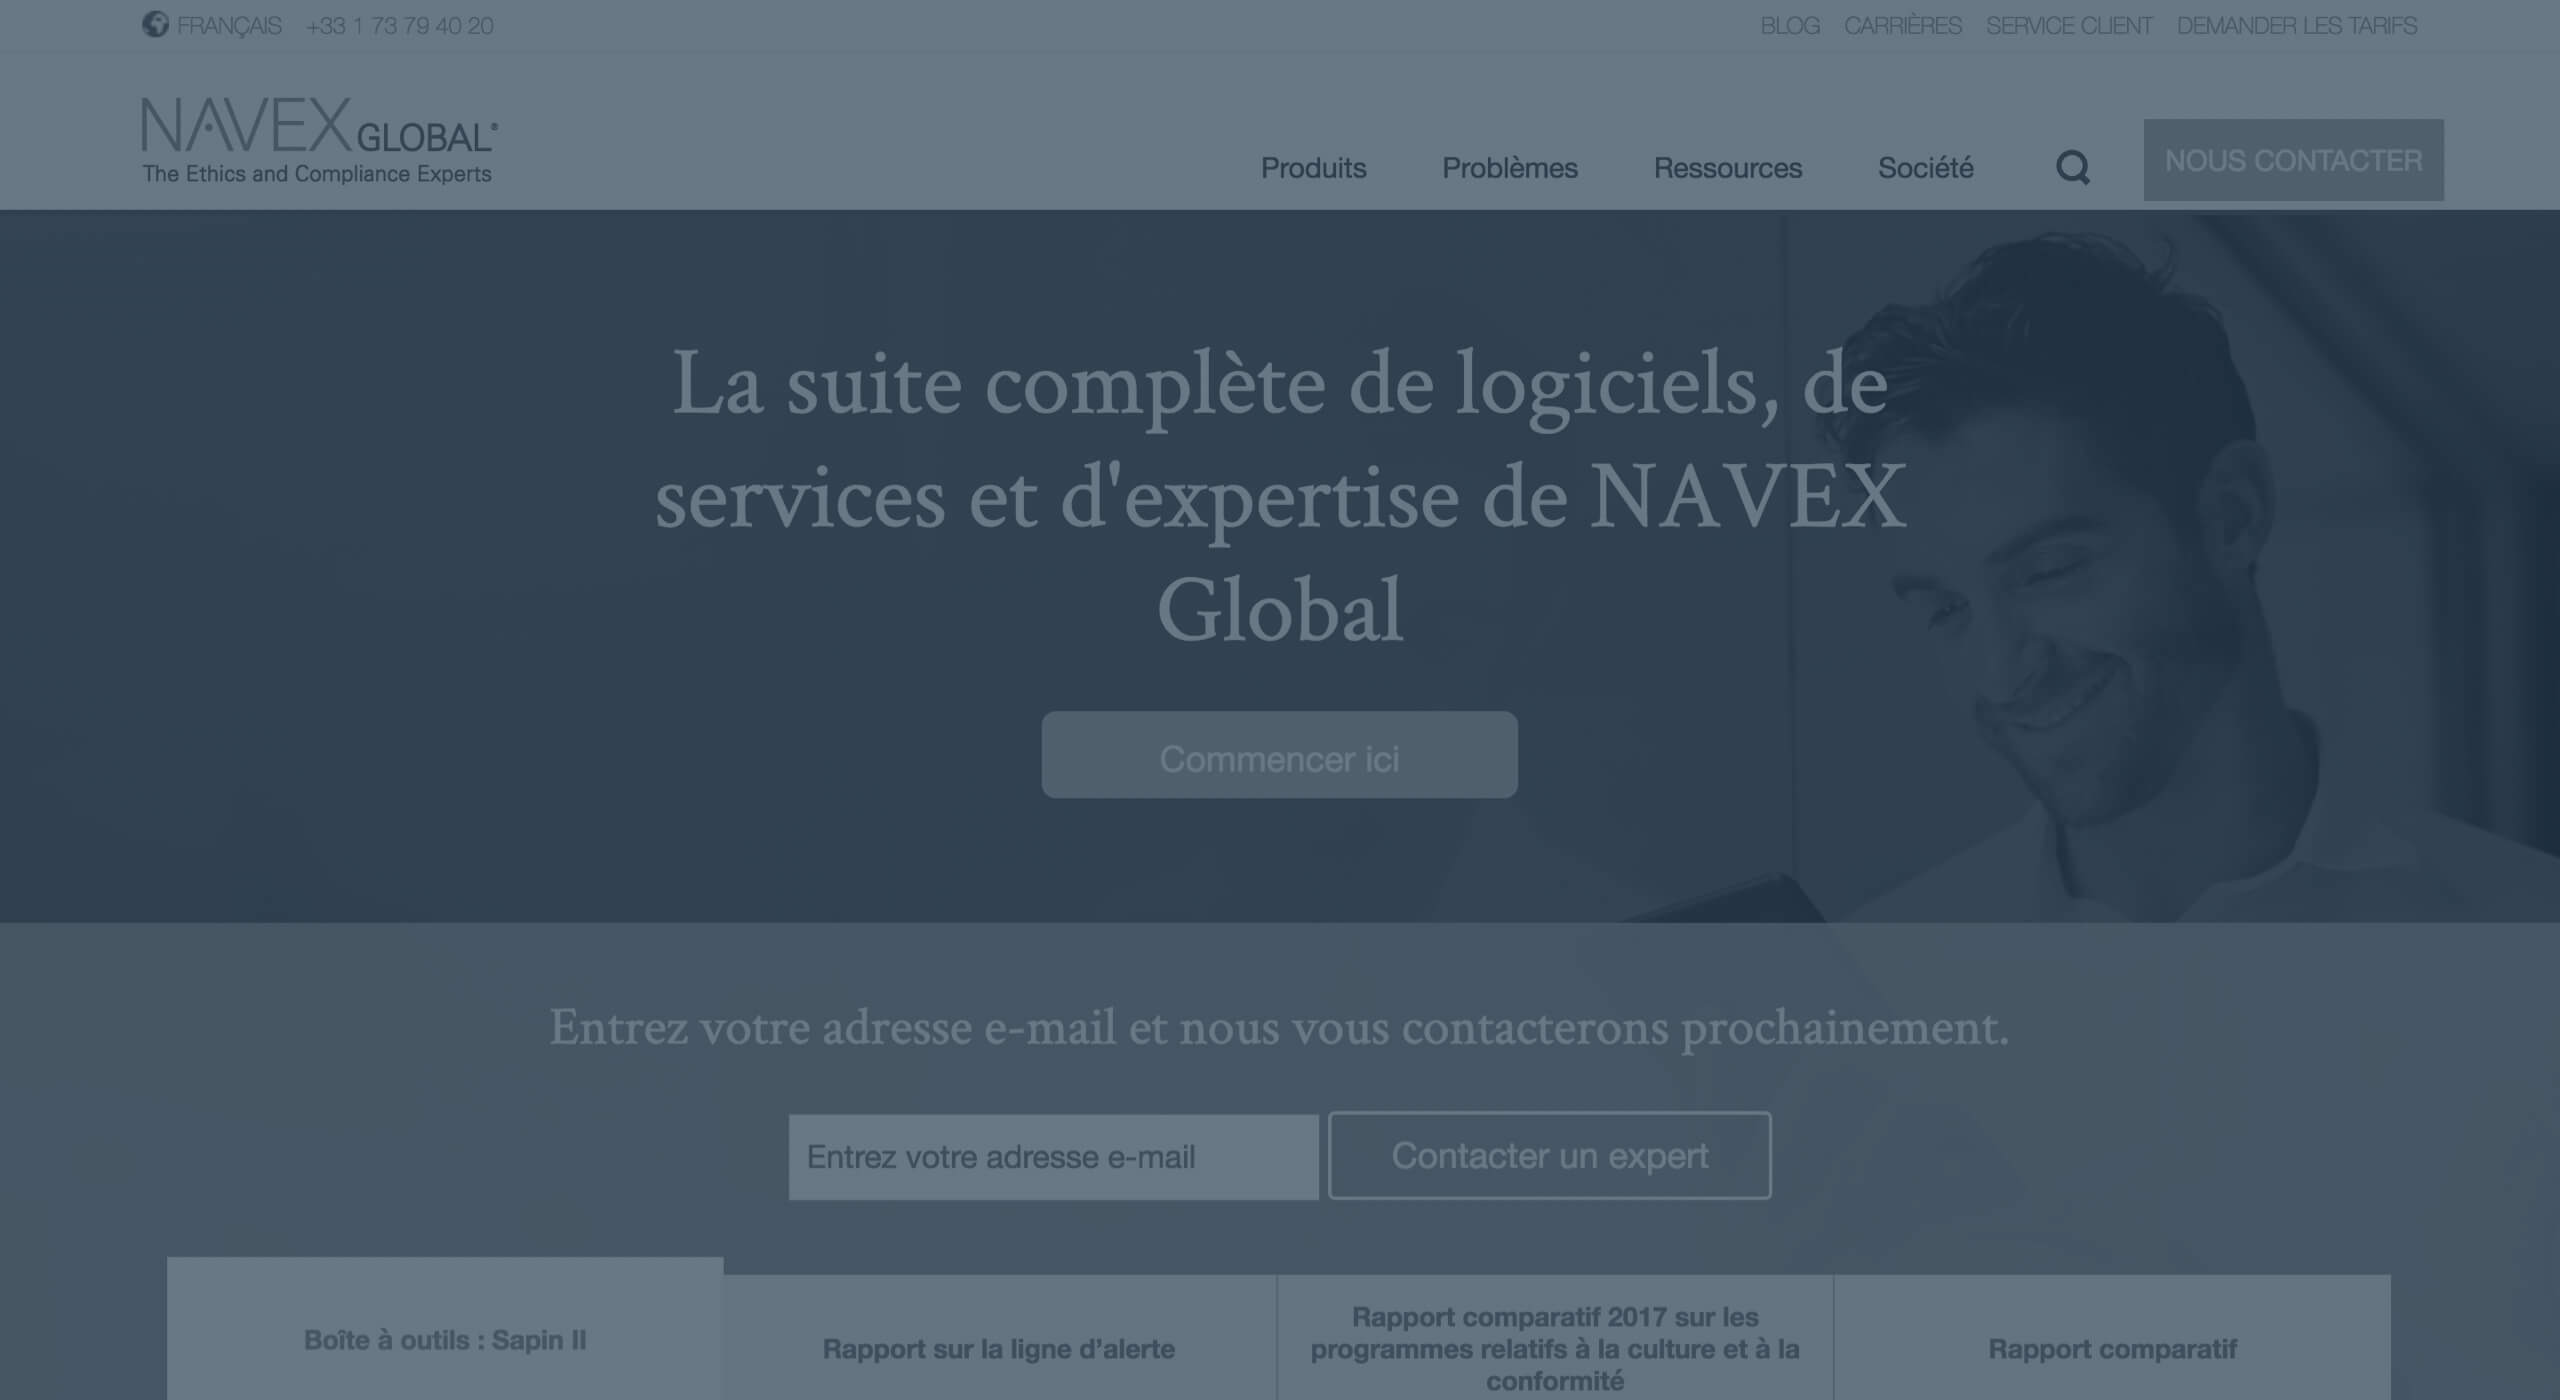 FRANÇAIS +33 1 73 79 40 20
BLOG CARRIÈRES SERVICE CLIENT DEMANDER LES TARIFS
NAVEX GLOBAL®
The Ethics and Compliance Experts
Produits Problèmes Ressources Société
NOUS CONTACTER
La suite complète de logiciels, de
services et d'expertise de NAVEX
Global
Commencer ici
Entrez votre adresse e-mail et nous vous contacterons prochainement.
Entrez votre adresse e-mail
Contacter un expert
Boîte à outils : Sapin II
Rapport sur la ligne d’alerte
Rapport comparatif 2017 sur les
programmes relatifs à la culture et à la
conformité
Rapport comparatif